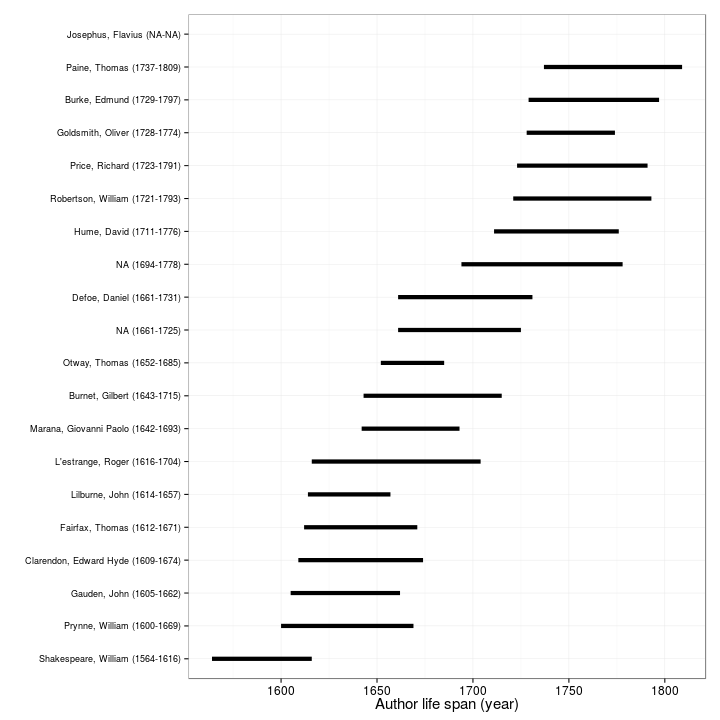 Josephus, Flavius (NA-NA)
Paine, Thomas (1737-1809)
Burke, Edmund (1729-1797)
Goldsmith, Oliver (1728-1774)
Price, Richard (1723-1791)
Robertson, William (1721-1793)
Hume, David (1711-1776)
NA (1694-1778)
Defoe, Daniel (1661-1731)
NA (1661-1725)
Otway, Thomas (1652-1685)
Burnet, Gilbert (1643-1715)
Marana, Giovanni Paolo (1642-1693)
L'estrange, Roger (1616-1704)
Lilburne, John (1614-1657)
Fairfax, Thomas (1612-1671)
Clarendon, Edward Hyde (1609-1674)
Gauden, John (1605-1662)
Prynne, William (1600-1669)
Shakespeare, William (1564-1616)
1600 1650 1700 1750 1800
Author life span (year)